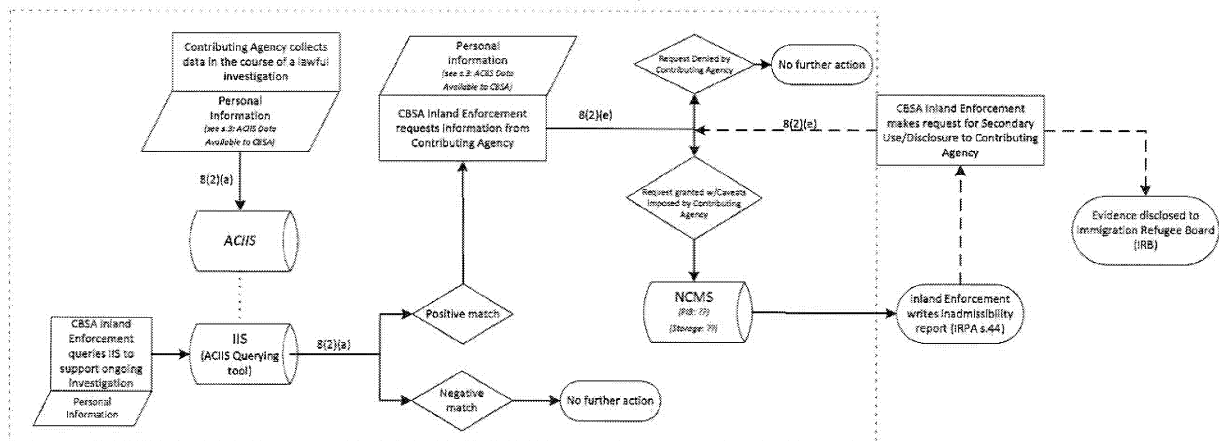 Contributing Agency collects
data in the course of a lawful
investigation
Personal
Information
(see s.3: ACIIS Data
Available to CBSA)
8(2)(a)
ACIIS
CBSA Inland
Enforcement
queries IIS to
support ongoing
investigation
Personal
Information
IIS
(ACIIS Querying
tool)
8(2)(a)
Positive match
Negative
match
No further action
Personal
Information
(see s.3: ACIIS Data
Available to CBSA)
CBSA Inland Enforcement
requests information from
Contributing Agency
8(2)(e)
Request Denied by
Contributing Agency
No further action
Request granted w/Caveats
imposed by Contributing
Agency
NCMS
(PIB: ??)
(Storage: ??)
Inland Enforcement
writes inadmissibility
report (IRPA s.44)
8(2)(e)
CBSA Inland Enforcement
makes request for Secondary
Use/Disclosure to Contributing
Agency
Evidence disclosed to
Immigration Refugee Board
(IRB)